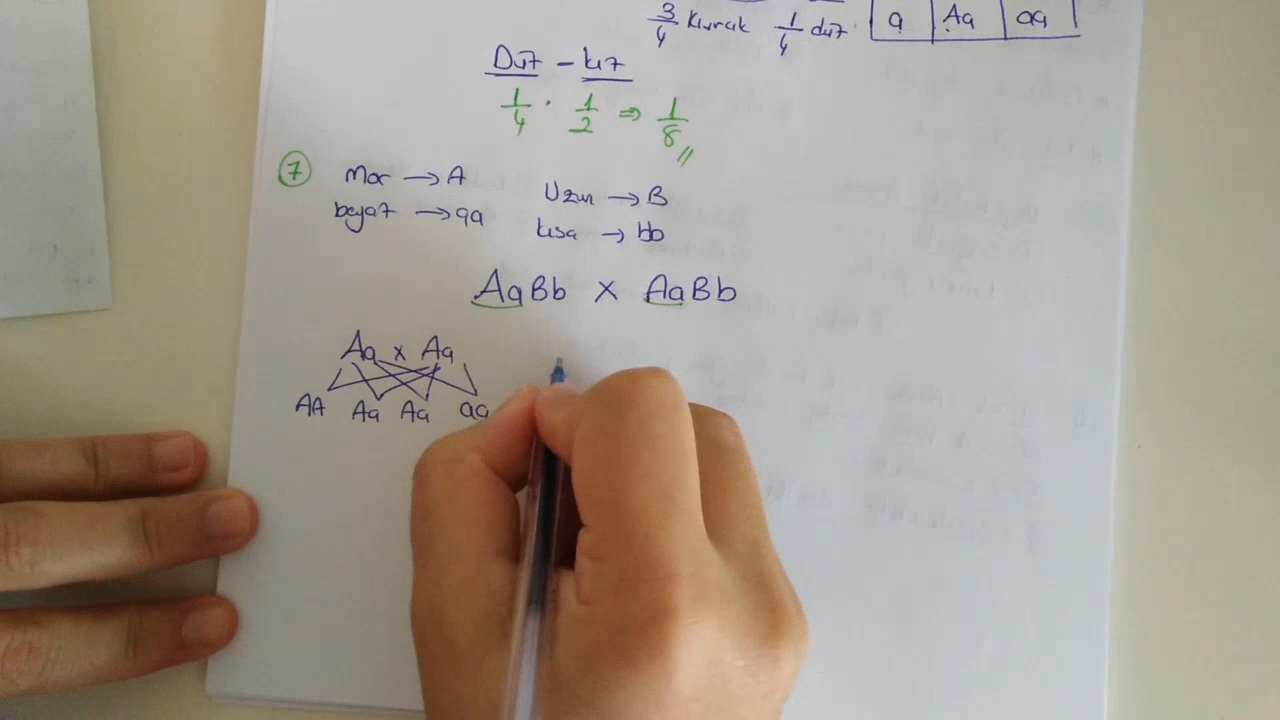 3/4 kıvrak 1/4 düz a Aa aa
Düz - kız
1/4 . 1/2 ⇒ 1/8 //
7 Mor → A Uzun → B
beyaz → aa kısa → bb
AaBb X AaBb
Aa x Aa
AA Aa Aa aa